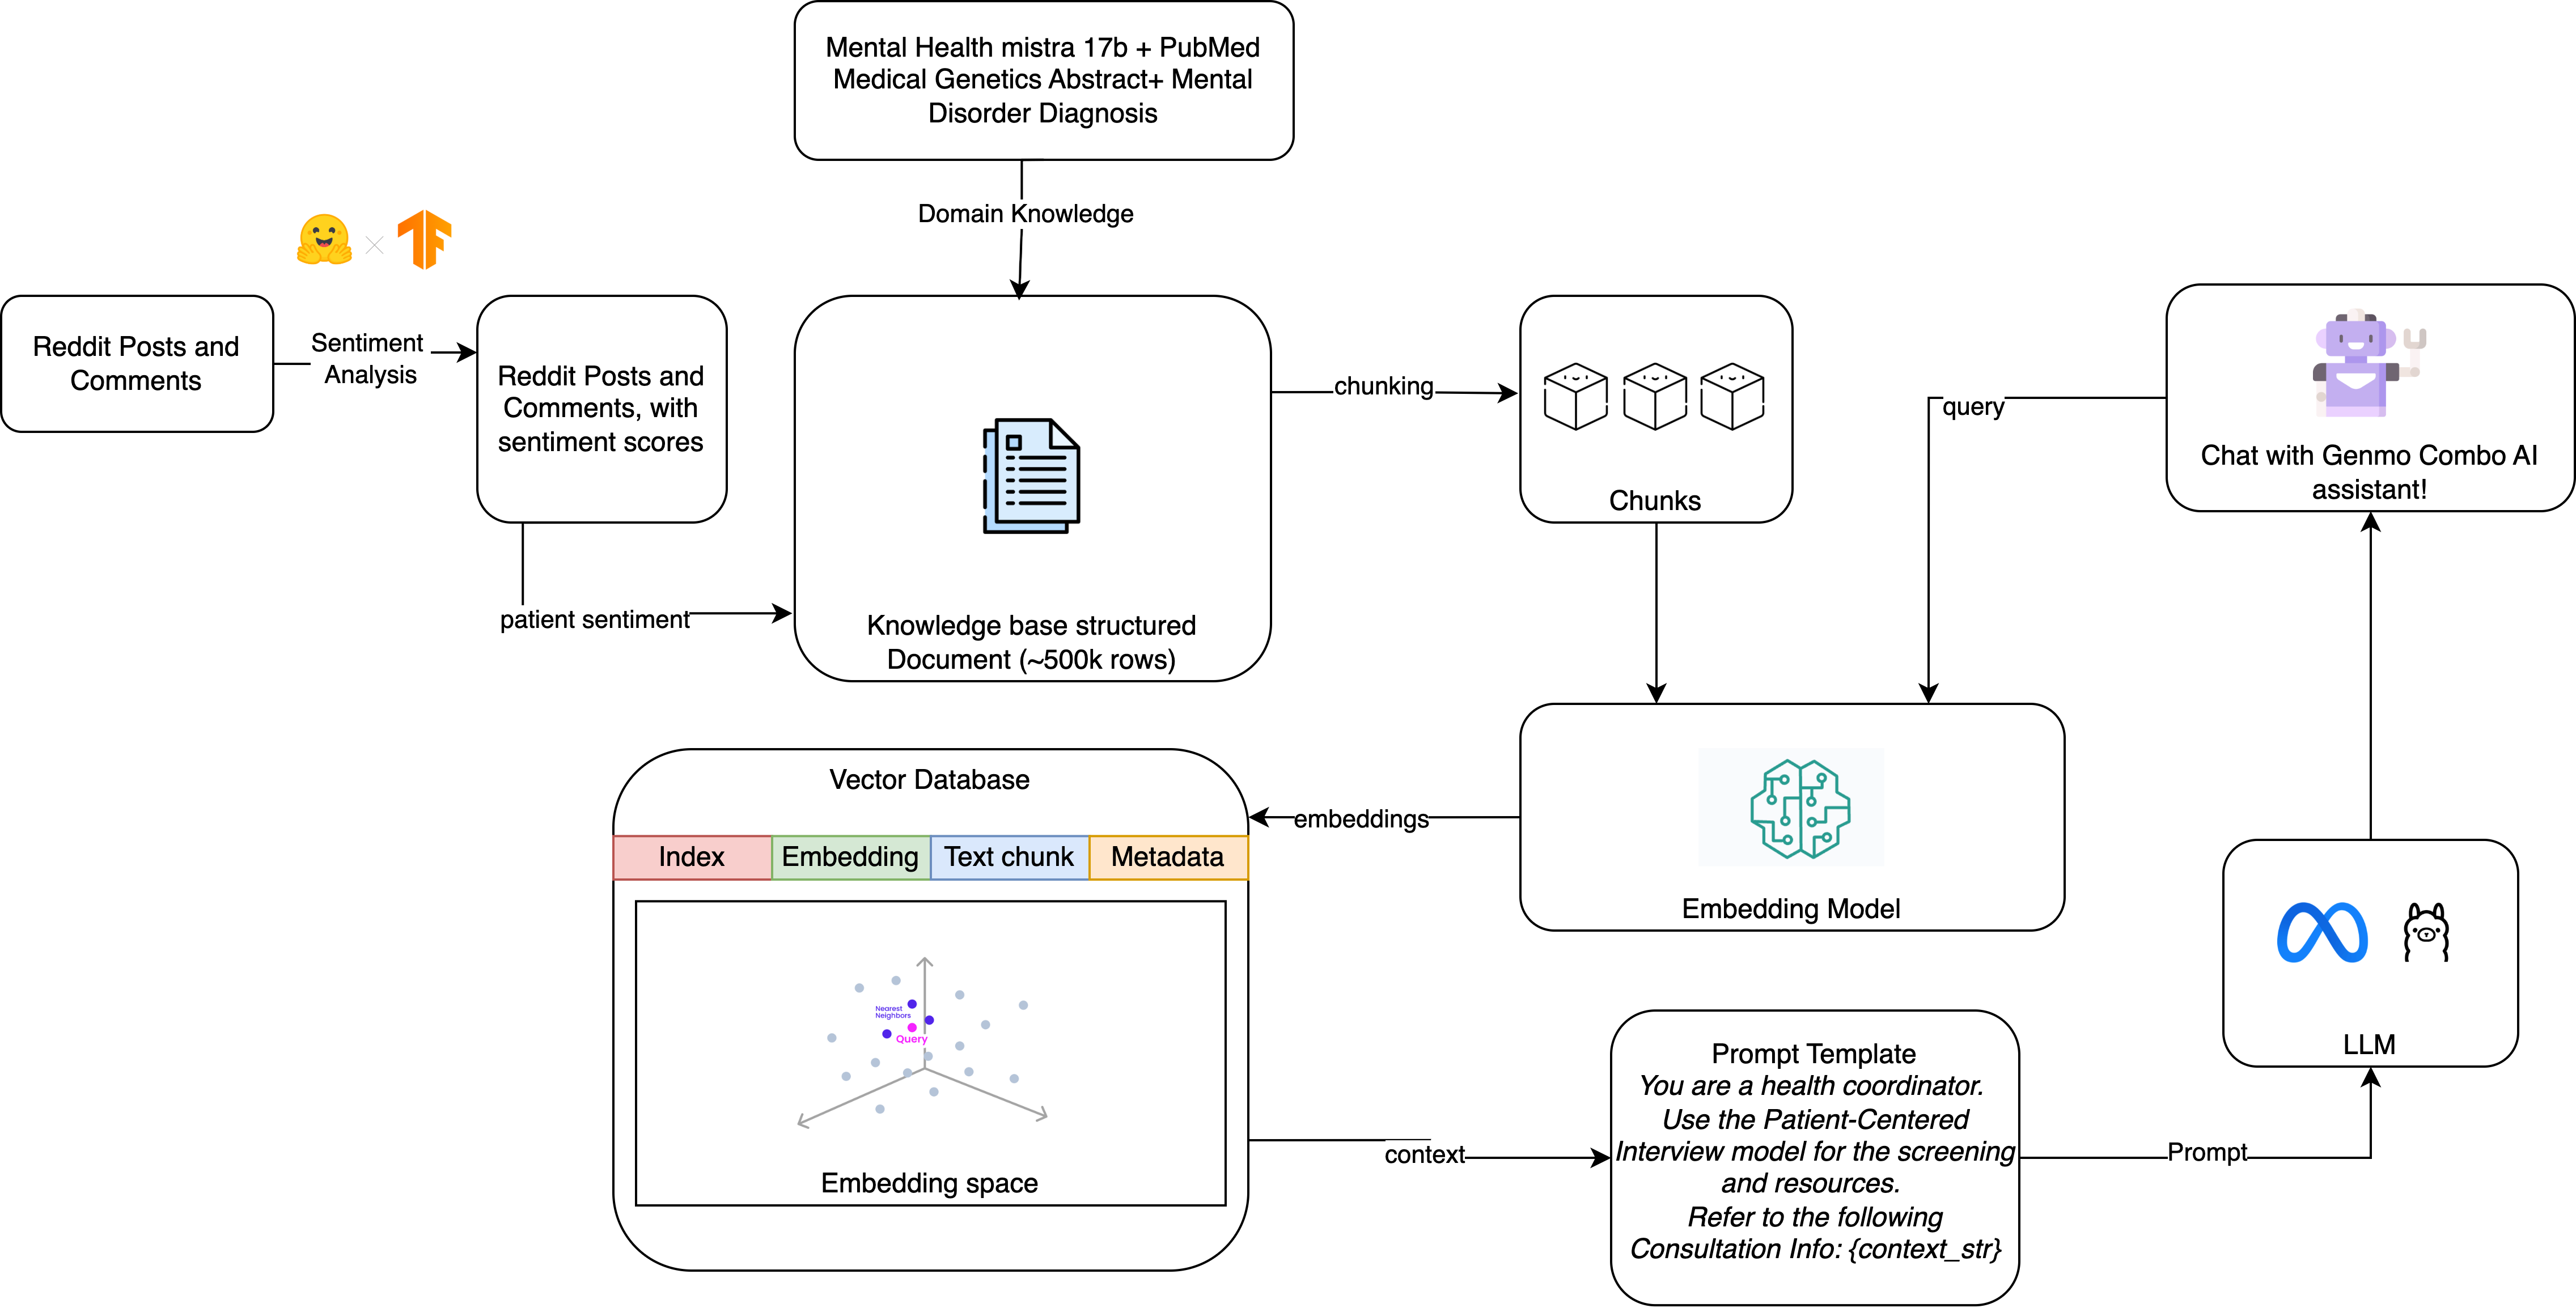 Mental Health mistra 17b + PubMed
Medical Genetics Abstract+ Mental
Disorder Diagnosis
Domain Knowledge
Reddit Posts and
Comments
Sentiment
Analysis
Reddit Posts and
Comments, with
sentiment scores
patient sentiment
Knowledge base structured
Document (~500k rows)
chunking
Chunks
query
Chat with Genmo Combo AI
assistant!
Vector Database
Index
Embedding
Text chunk
Metadata
Nearest
Neighbors
Query
Embedding space
embeddings
Embedding Model
context
Prompt Template
You are a health coordinator.
Use the Patient-Centered
Interview model for the screening
and resources.
Refer to the following
Consultation Info: {context_str}
Prompt
LLM